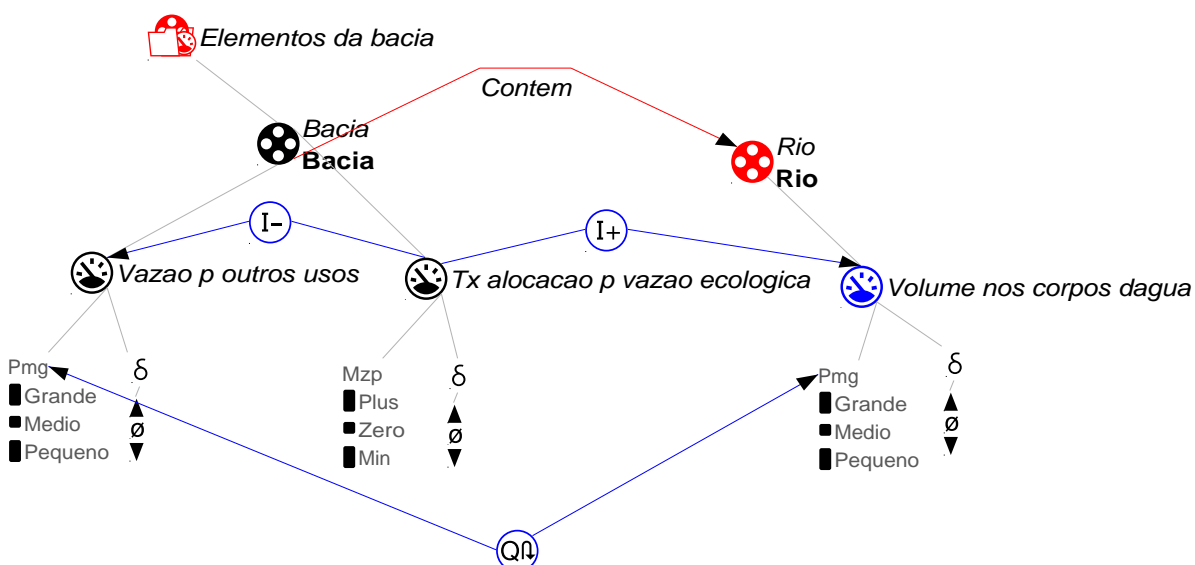 Elementos da bacia
Contem
Bacia
Bacia
Rio
Rio
I-
I+
Vazao p outros usos
Tx alocacao p vazao ecologica
Volume nos corpos dagua
Pmg
δ
Grande
Medio
ø
Pequeno
Mzp
δ
Plus
Zero
ø
Min
Pmg
δ
Grande
Medio
ø
Pequeno
Q